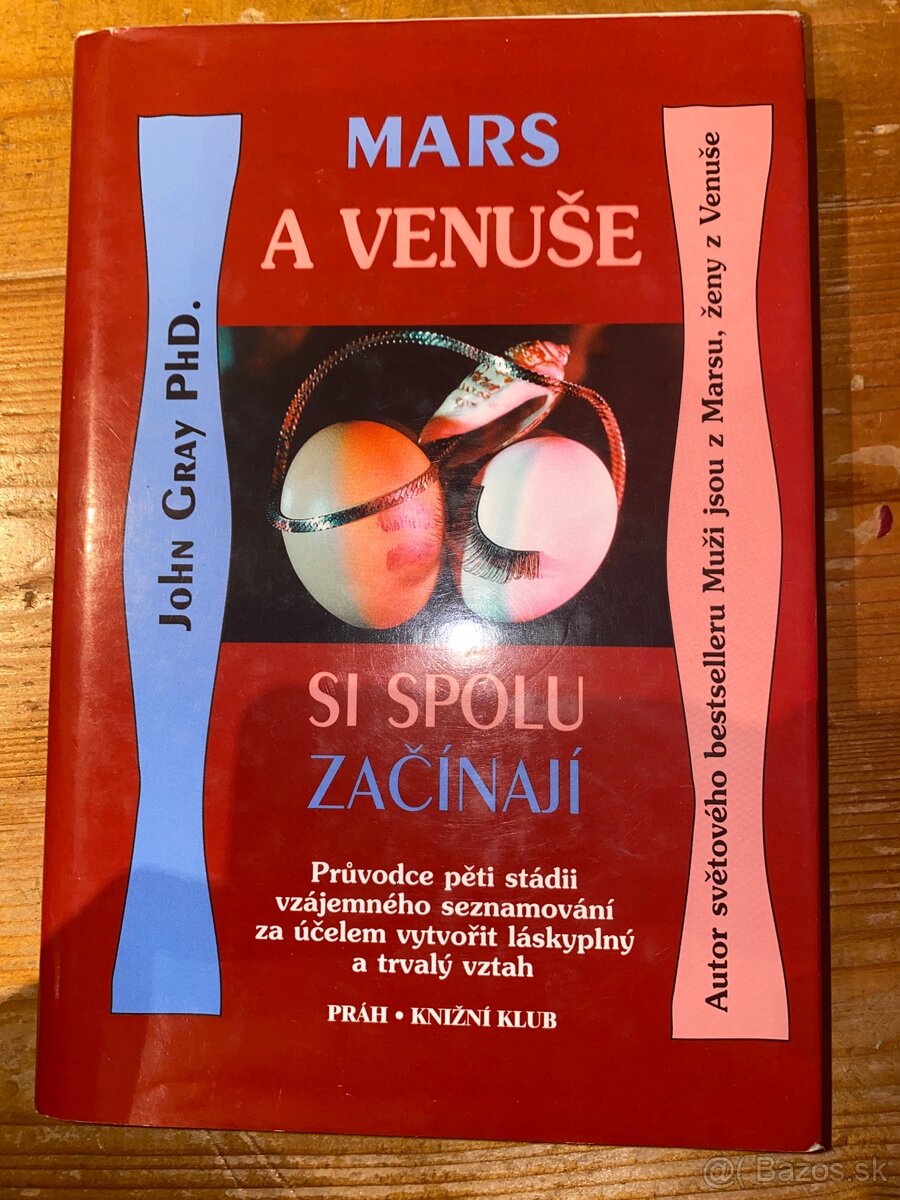 MARS
A VENUŠE
John Gray PhD.
Autor světového bestselleru Muži jsou z Marsu, ženy z Venuše
SI SPOLU
ZAČÍNAJÍ
Průvodce pěti stádii
vzájemného seznamování
za účelem vytvořit láskyplný
a trvalý vztah
PRÁH • KNIŽNÍ KLUB
@( Bazos.sk